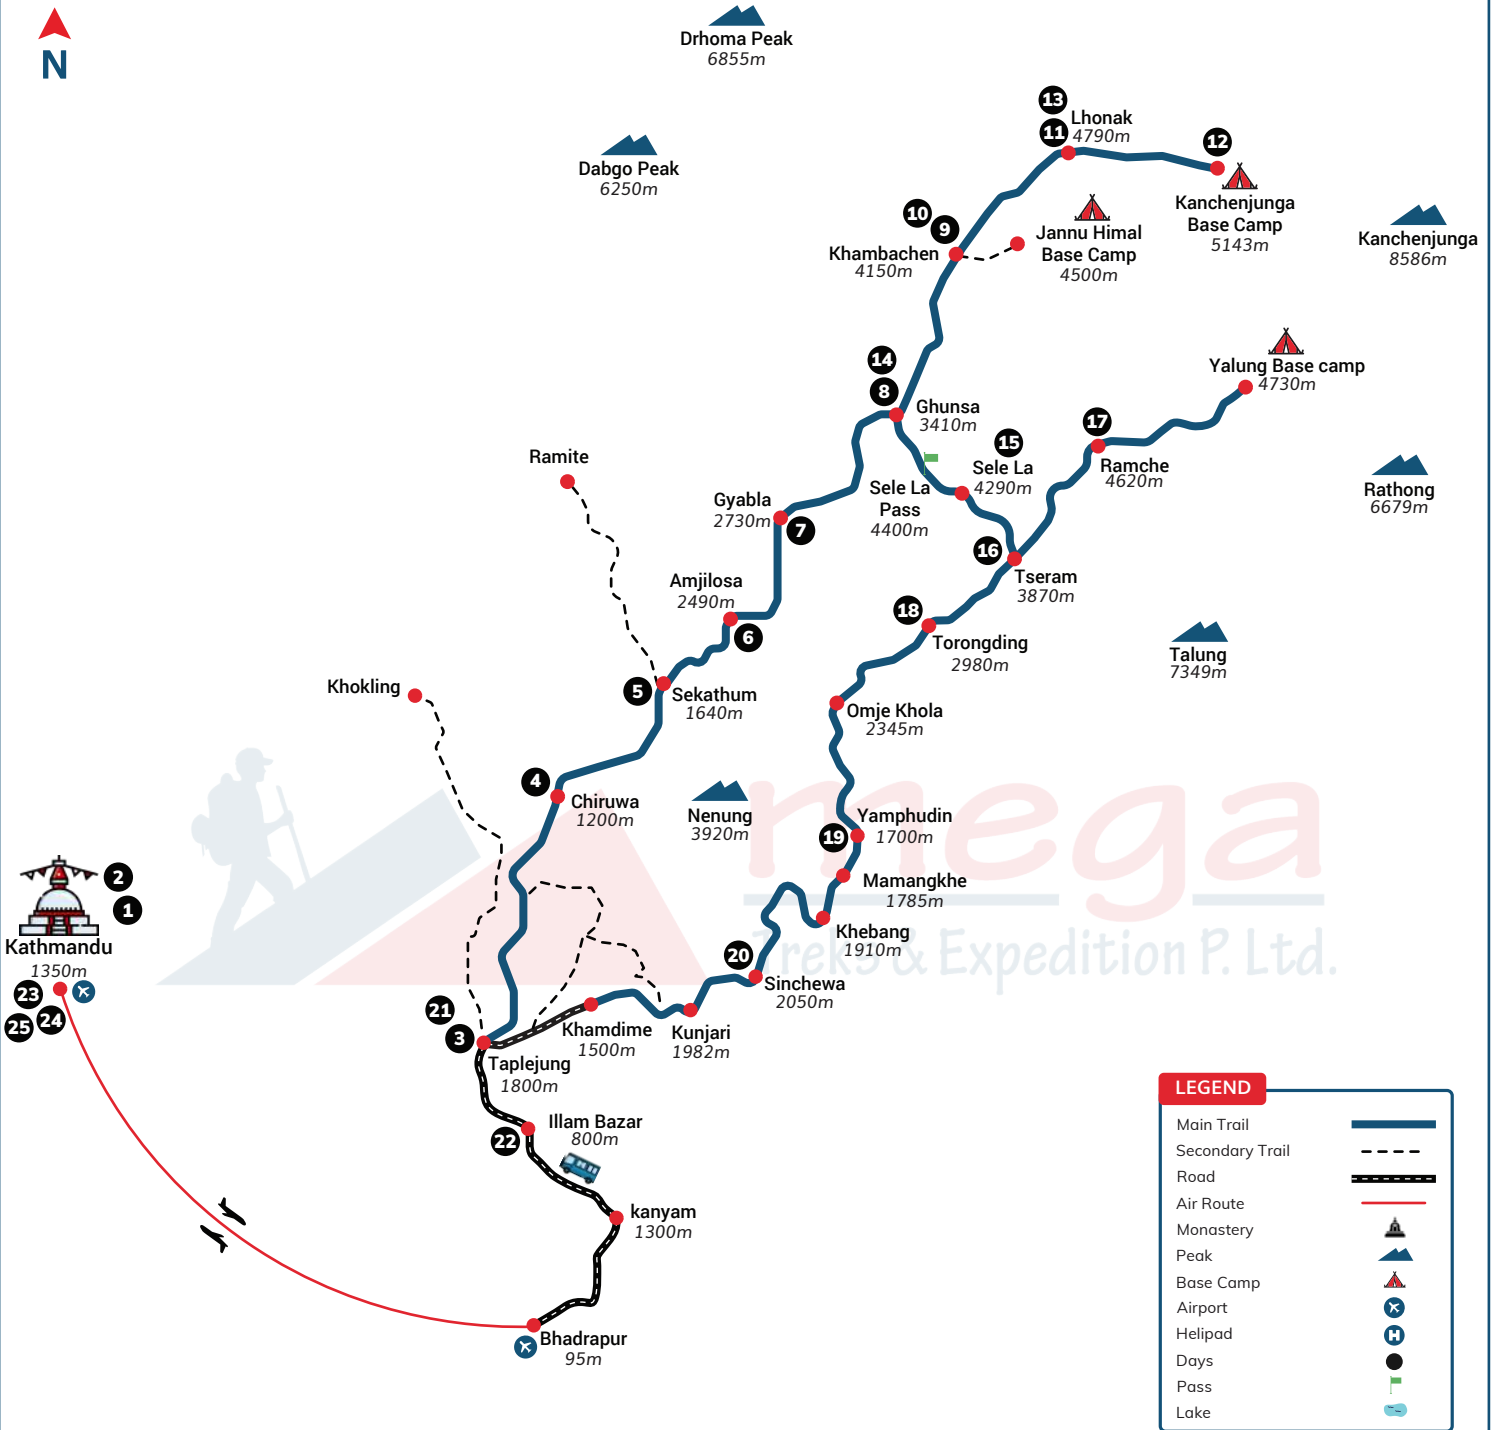 N
Drhoma Peak
6855m
Dabgo Peak
6250m
13
11
Lhonak
4790m
12
Kanchenjunga
Base Camp
5143m
Kanchenjunga
8586m
10
9
Khambachen
4150m
Jannu Himal
Base Camp
4500m
Yalung Base camp
4730m
14
8
Ghunsa
3410m
17
Ramche
4620m
15
Sele La
4290m
Sele La
Pass
4400m
Rathong
6679m
Ramite
Gyabla
2730m
7
16
Tseram
3870m
Amjilosa
2490m
6
18
Torongding
2980m
Talung
7349m
Khokling
5
Sekathum
1640m
Omje Khola
2345m
4
Chiruwa
1200m
Nenung
3920m
mega
Treks & Expedition P. Ltd.
Yamphudin
1700m
19
Mamangkhe
1785m
Khebang
1910m
2
1
Kathmandu
1350m
23
24
25
20
Sinchewa
2050m
21
3
Taplejung
1800m
Khamdime
1500m
Kunjari
1982m
Illam Bazar
800m
22
kanyam
1300m
Bhadrapur
95m
LEGEND
Main Trail
Secondary Trail
Road
Air Route
Monastery
Peak
Base Camp
Airport
Helipad
H
Days
Pass
Lake